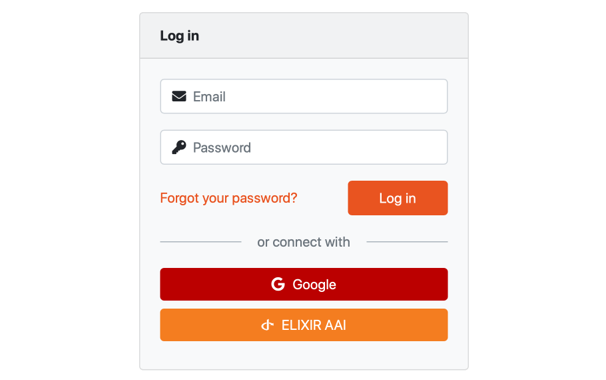 Log in
Email
Password
Forgot your password? Log in
or connect with
Google
ELIXIR AAI